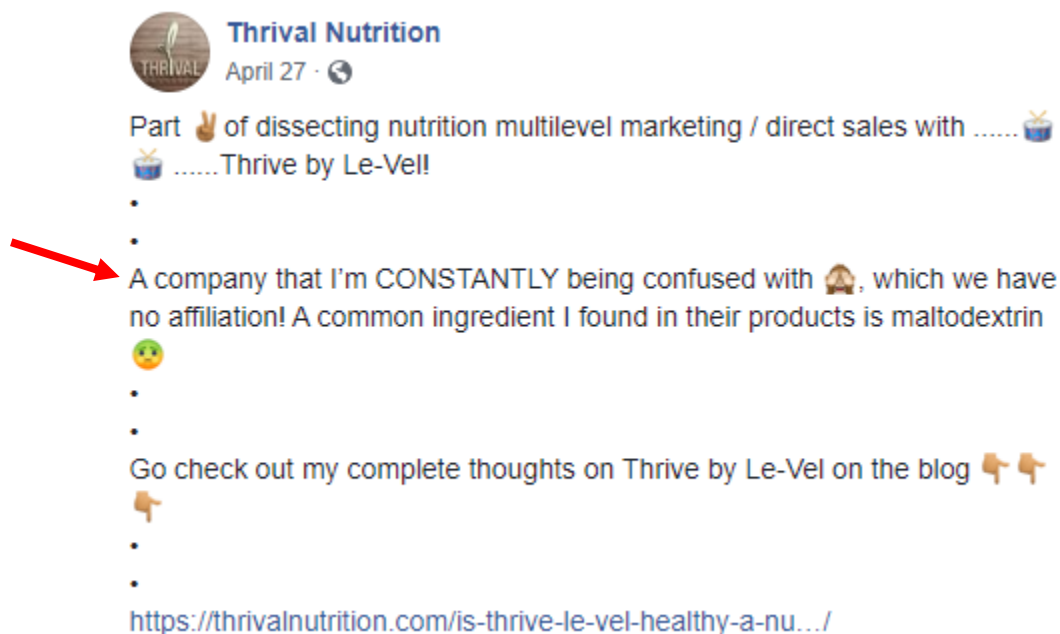 THRIVAL
Thrival Nutrition
April 27 ·
Part ✌🏽 of dissecting nutrition multilevel marketing / direct sales with ......🥁
🥁 ......Thrive by Le-Vel!
•
•
A company that I’m CONSTANTLY being confused with 🙈, which we have
no affiliation! A common ingredient I found in their products is maltodextrin
🤢
•
•
Go check out my complete thoughts on Thrive by Le-Vel on the blog 👇🏽👇🏽
👇🏽
•
•
https://thrivalnutrition.com/is-thrive-le-vel-healthy-a-nu…/